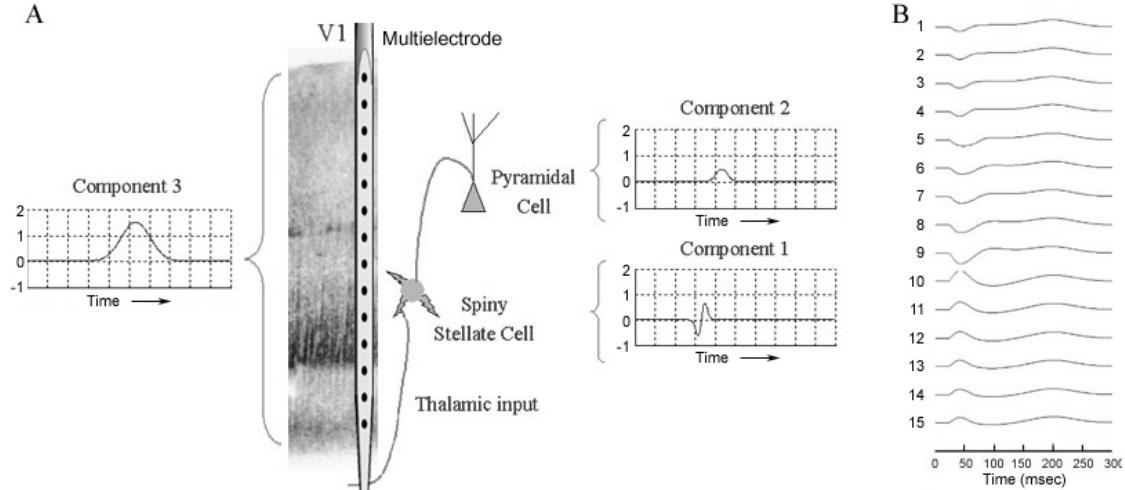 A
V1
Multielectrode
Component 3
2
1
0
-1
Time
Pyramidal
Cell
Spiny
Stellate Cell
Thalamic input
Component 2
2
1
0
-1
Time
Component 1
2
1
0
-1
Time
B
1
2
3
4
5
6
7
8
9
10
11
12
13
14
15
0 50 100 150 200 250 300
Time (msec)